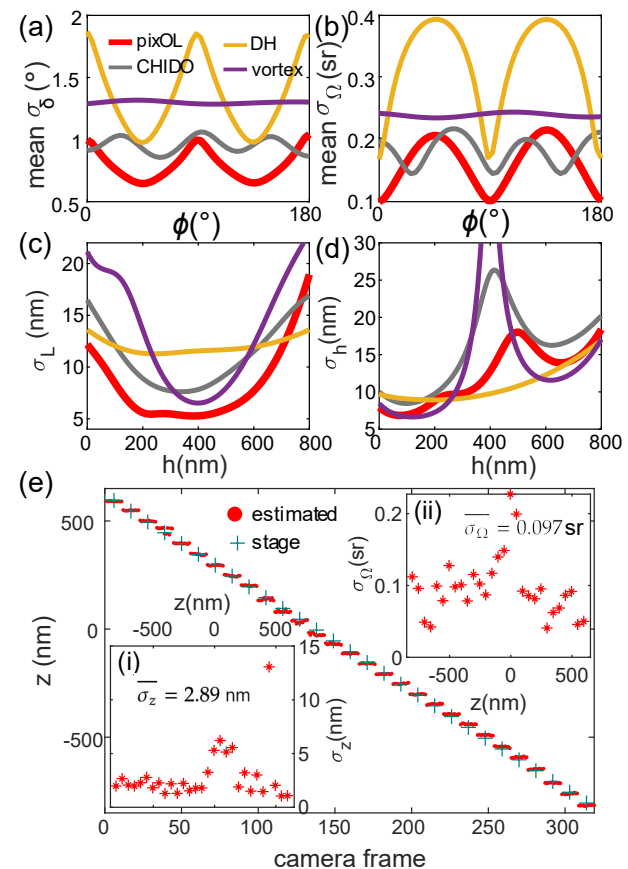 (a)
pixOL
CHIDO
DH
vortex
mean σδ (°)
2
1.5
1
0.5
0
180
ϕ(°)
(b)
mean σΩ (sr)
0.4
0.3
0.2
0.1
0
180
ϕ(°)
(c)
σL (nm)
20
15
10
5
0 200 400 600 800
h(nm)
(d)
σh(nm)
30
25
20
15
10
5
0 200 400 600 800
h(nm)
(e)
z (nm)
500
0
-500
estimated
stage
0 50 100 150 200 250 300
camera frame
(i)
z(nm)
-500 0 500
σz = 2.89 nm
15
10
5
0
σz(nm)
(ii)
σΩ = 0.097 sr
σΩ(sr)
0.2
0.1
0
-500 0 500
z(nm)